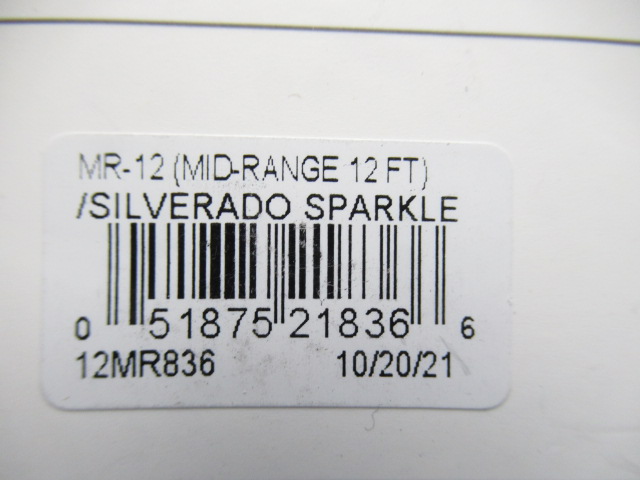 MR-12 (MID-RANGE 12 FT)
/SILVERADO SPARKLE
0 51875 21836 6
12MR836 10/20/21